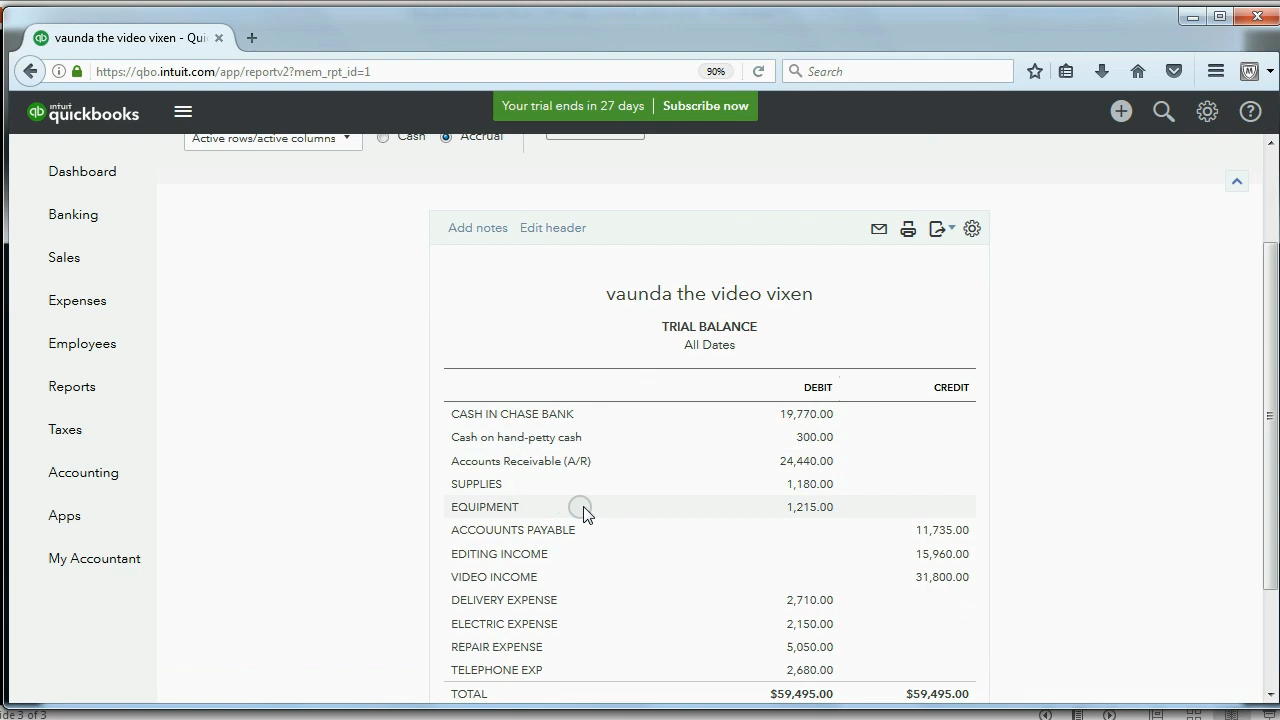 vaunda the video vixen - Qui
https://qbo.intuit.com/app/reportv2?mem_rpt_id=1
90%
Search
intuit
quickbooks
Your trial ends in 27 days
Subscribe now
Active rows/active columns
Cash
Accrual
Dashboard
Banking
Sales
Expenses
Employees
Reports
Taxes
Accounting
Apps
My Accountant
Add notes
Edit header
vaunda the video vixen
TRIAL BALANCE
All Dates
DEBIT CREDIT
CASH IN CHASE BANK 19,770.00
Cash on hand-petty cash 300.00
Accounts Receivable (A/R) 24,440.00
SUPPLIES 1,180.00
EQUIPMENT 1,215.00
ACCOUUNTS PAYABLE 11,735.00
EDITING INCOME 15,960.00
VIDEO INCOME 31,800.00
DELIVERY EXPENSE 2,710.00
ELECTRIC EXPENSE 2,150.00
REPAIR EXPENSE 5,050.00
TELEPHONE EXP 2,680.00
TOTAL $59,495.00 $59,495.00
ide 3 of 3